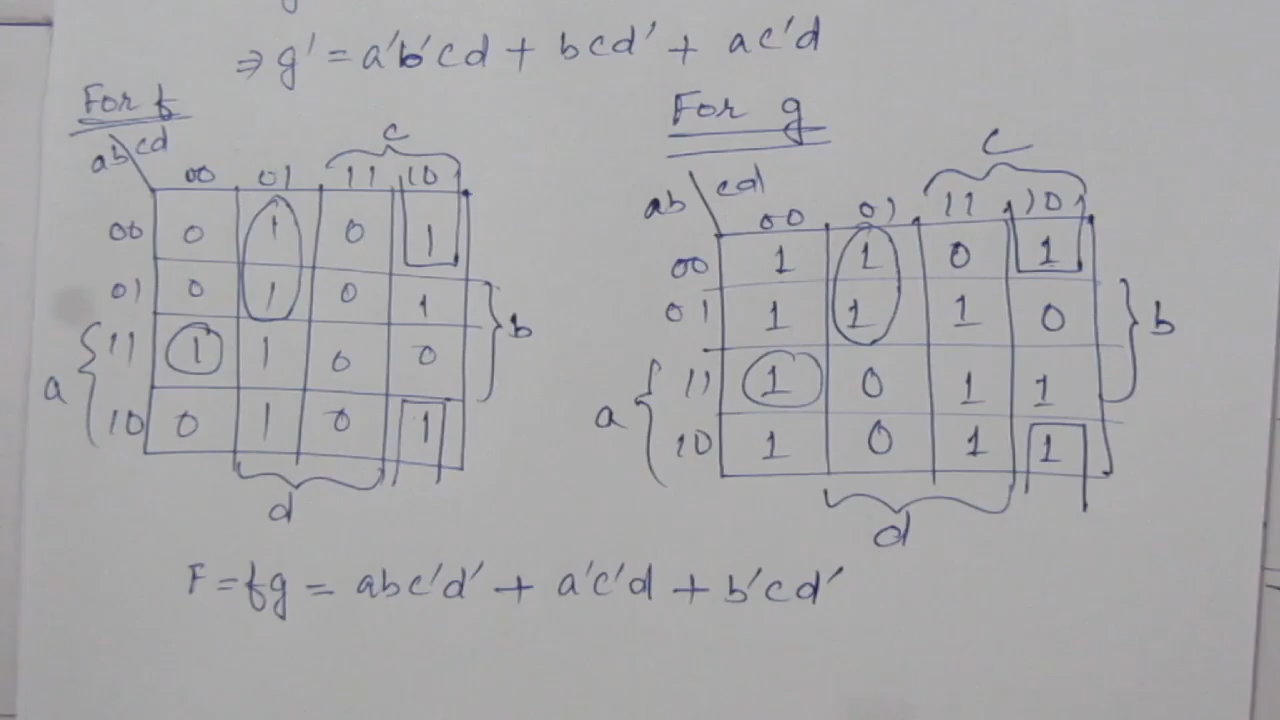 ⇒ g' = a'b'cd + bcd' + ac'd
For f
For g
ab cd
c
00 01 11 10
00 0 1 0 1
01 0 1 0 1
11 1 1 0 0
10 0 1 0 1
a
b
d
ab cd
c
00 01 11 10
00 1 1 0 1
01 1 1 1 0
11 1 0 1 1
10 1 0 1 1
a
b
d
F = fg = abc'd' + a'c'd + b'cd'